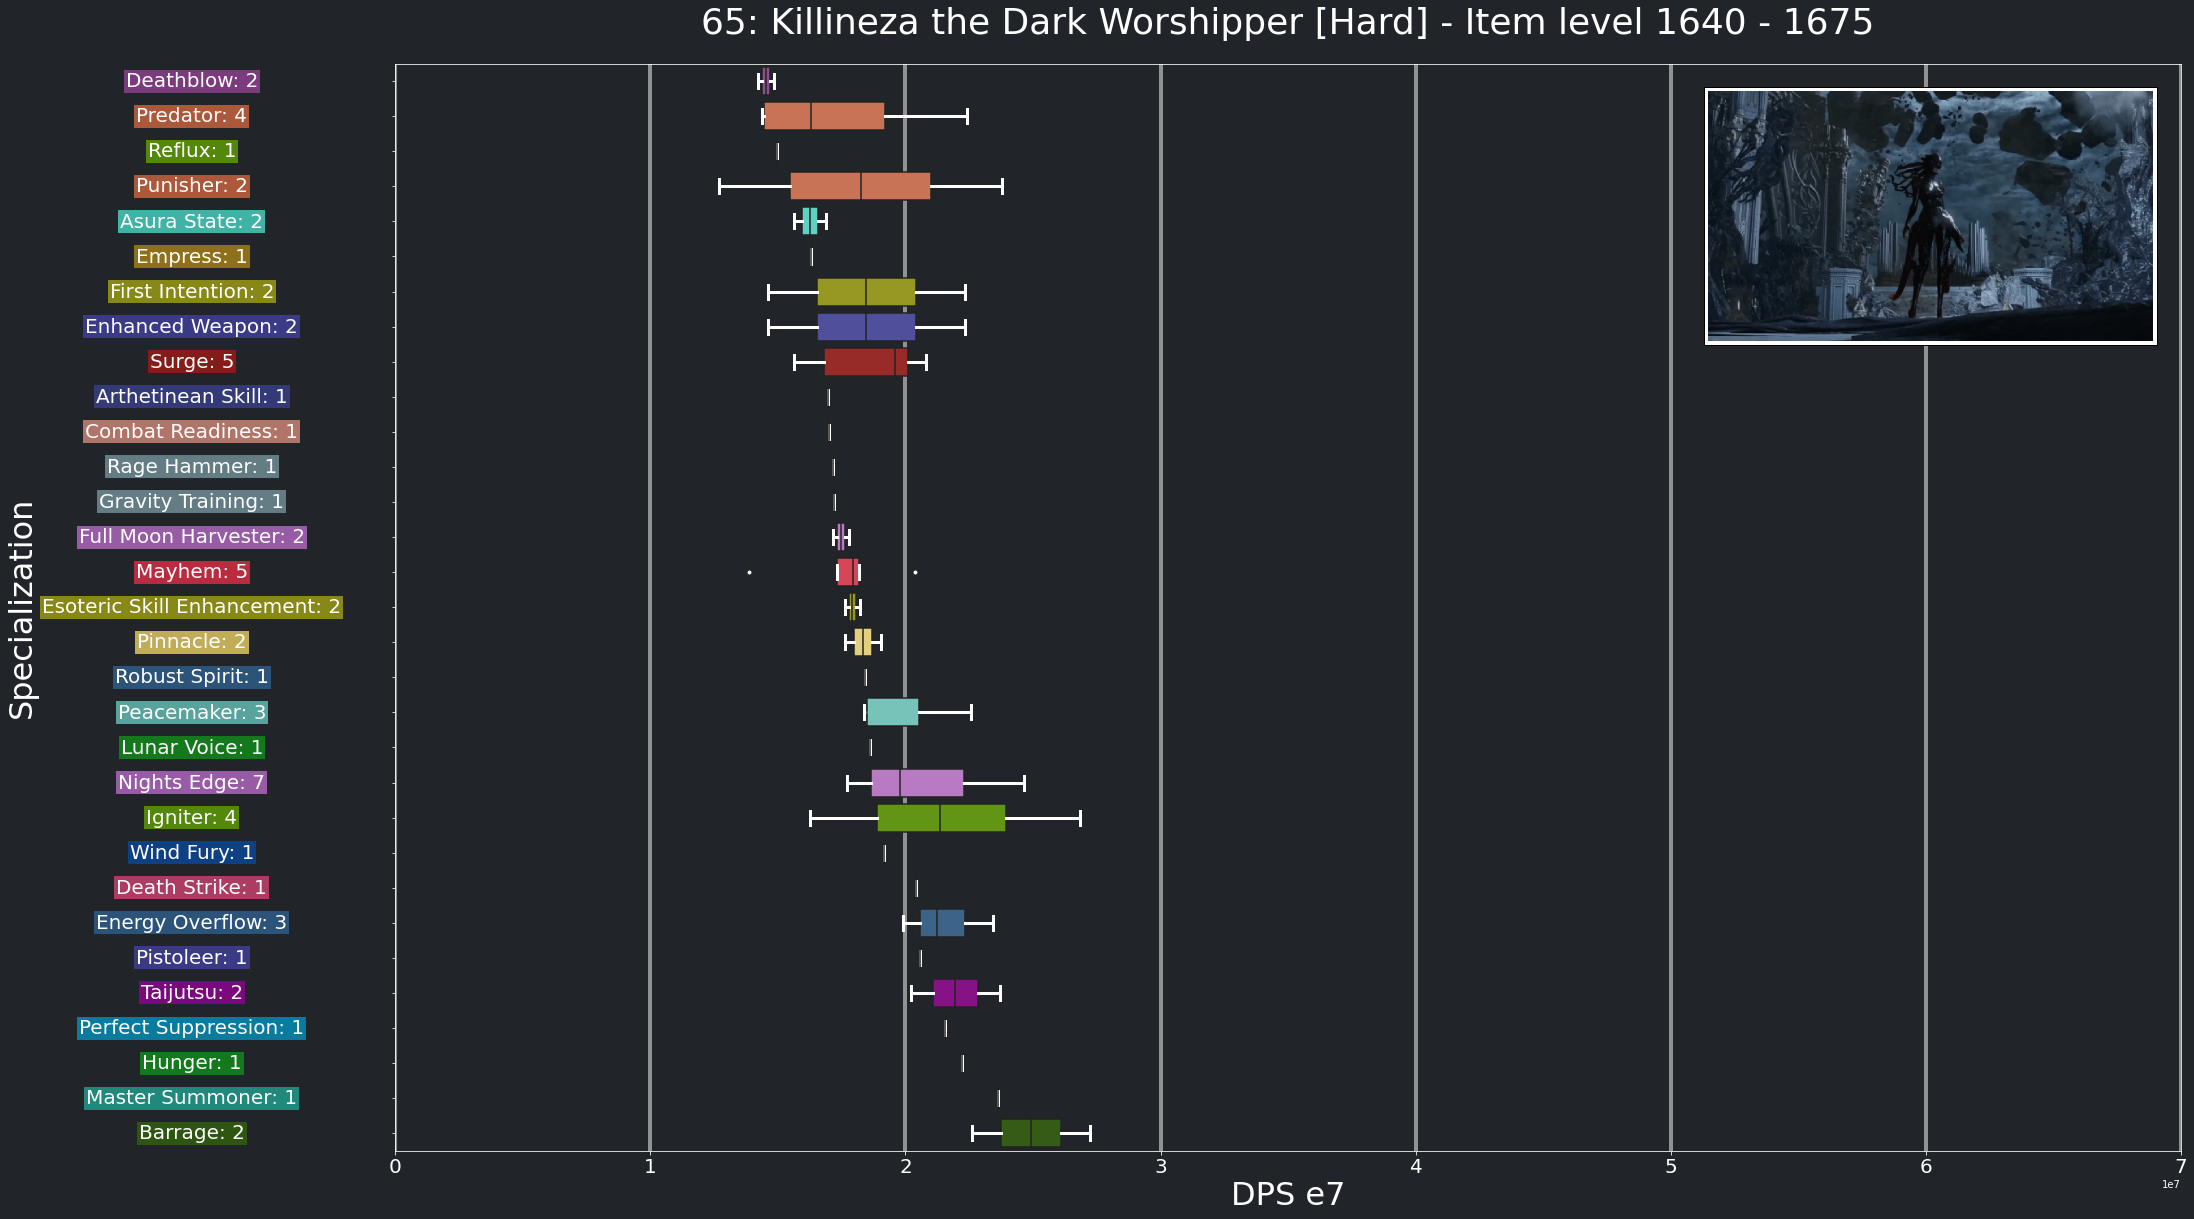 65: Killineza the Dark Worshipper [Hard] - Item level 1640 - 1675
Specialization
Deathblow: 2
Predator: 4
Reflux: 1
Punisher: 2
Asura State: 2
Empress: 1
First Intention: 2
Enhanced Weapon: 2
Surge: 5
Arthetinean Skill: 1
Combat Readiness: 1
Rage Hammer: 1
Gravity Training: 1
Full Moon Harvester: 2
Mayhem: 5
Esoteric Skill Enhancement: 2
Pinnacle: 2
Robust Spirit: 1
Peacemaker: 3
Lunar Voice: 1
Nights Edge: 7
Igniter: 4
Wind Fury: 1
Death Strike: 1
Energy Overflow: 3
Pistoleer: 1
Taijutsu: 2
Perfect Suppression: 1
Hunger: 1
Master Summoner: 1
Barrage: 2
0 1 2 3 4 5 6 7
1e7
DPS e7